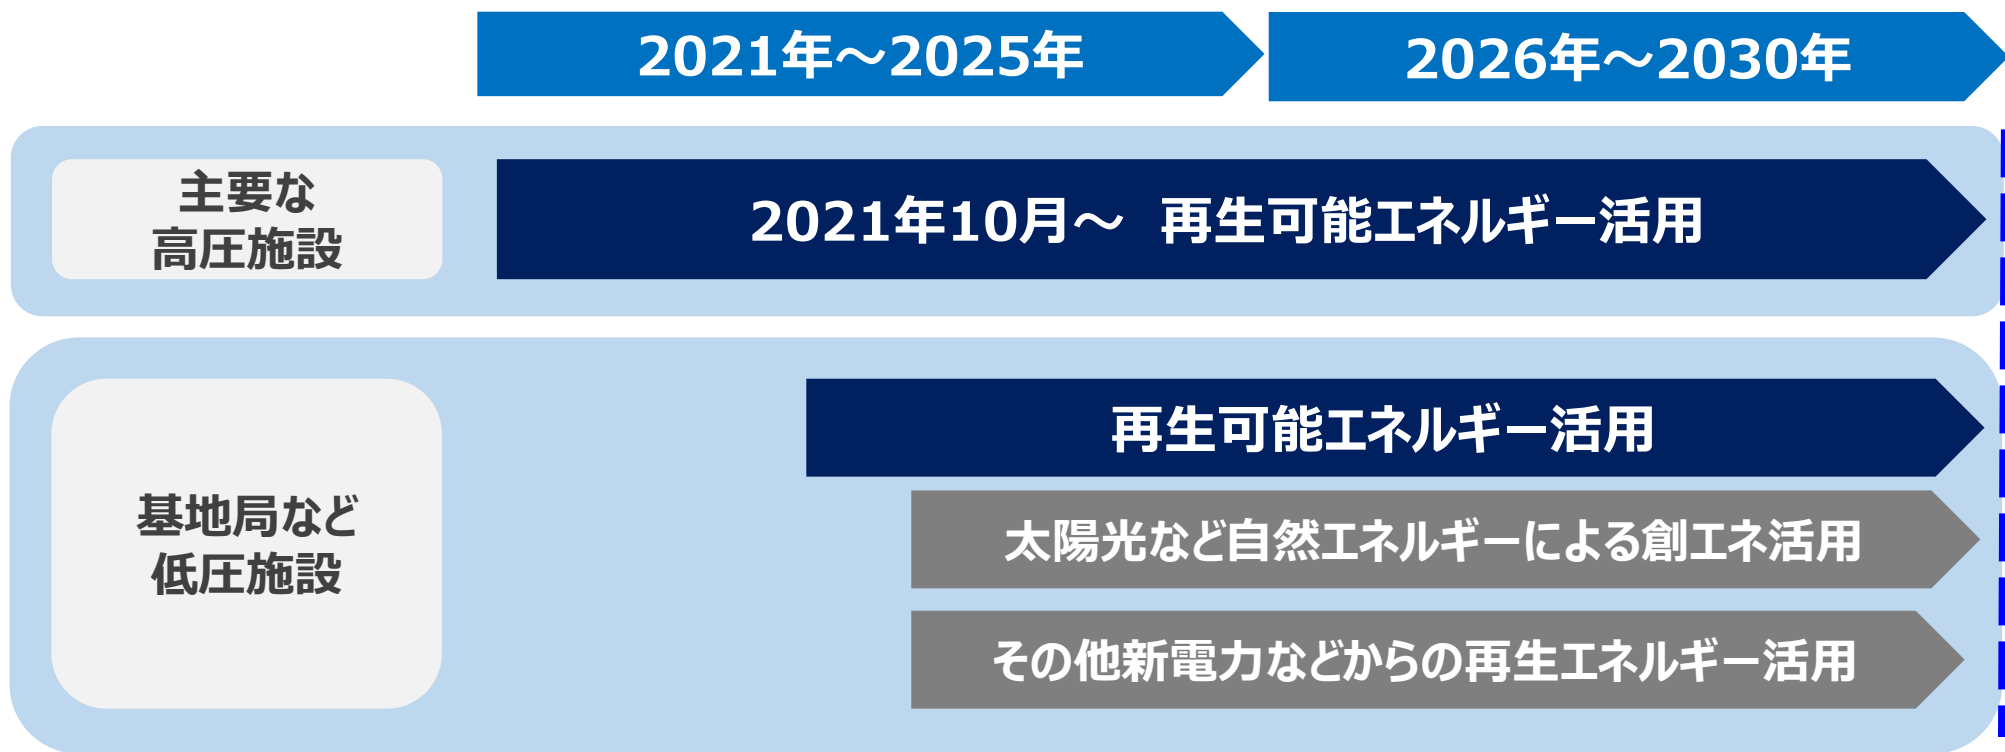 2021年～2025年
2026年～2030年
主要な
高圧施設
2021年10月～　再生可能エネルギー活用
基地局など
低圧施設
再生可能エネルギー活用
太陽光など自然エネルギーによる創エネ活用
その他新電力などからの再生エネルギー活用